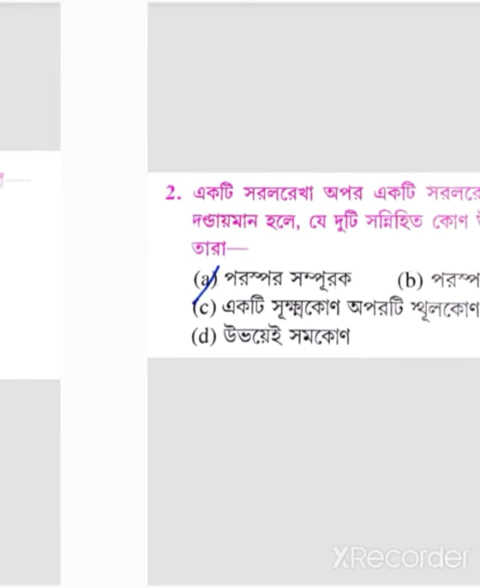 2. একটি সরলরেখা অপর একটি সরলরে
দণ্ডায়মান হলে, যে দুটি সন্নিহিত কোণ
তারা—
(a) পরস্পর সম্পূরক (b) পরস্প
(c) একটি সূক্ষ্মকোণ অপরটি স্থূলকোণ
(d) উভয়েই সমকোণ
XRecorder